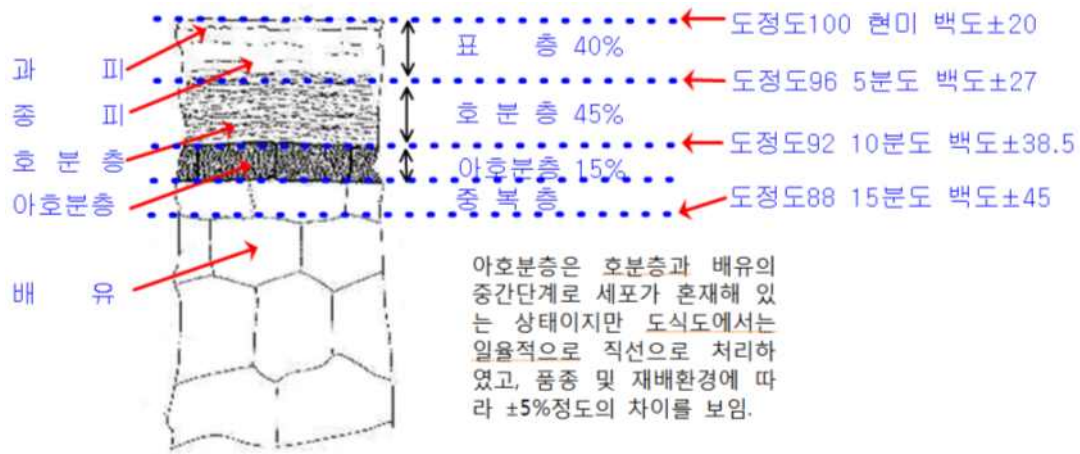 과 피
종 피
호 분 층
아호분층
배 유
표 층 40%
호 분 층 45%
아호분층 15%
중 복 층
도정도100 현미 백도±20
도정도96 5분도 백도±27
도정도92 10분도 백도±38.5
도정도88 15분도 백도±45
아호분층은 호분층과 배유의
중간단계로 세포가 혼재해 있
는 상태이지만 도식도에서는
일율적으로 직선으로 처리하
였고, 품종 및 재배환경에 따
라 ±5%정도의 차이를 보임.